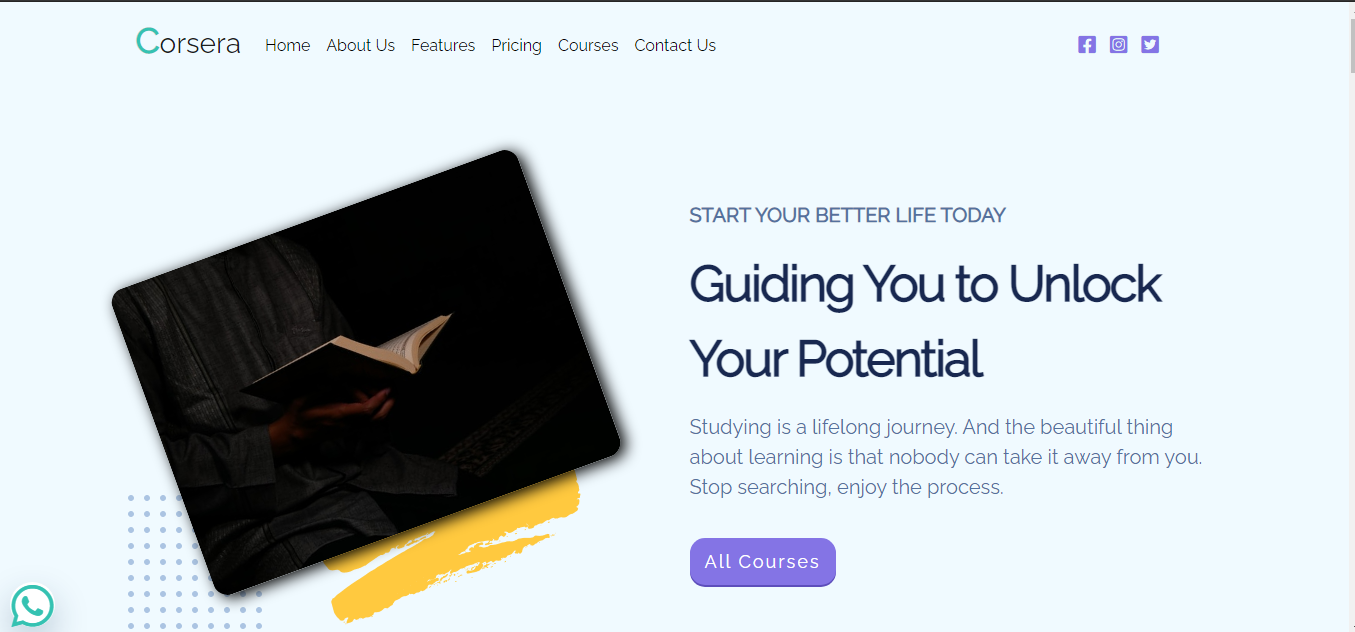 Corsera
Home About Us Features Pricing Courses Contact Us
START YOUR BETTER LIFE TODAY
Guiding You to Unlock
Your Potential
Studying is a lifelong journey. And the beautiful thing
about learning is that nobody can take it away from you.
Stop searching, enjoy the process.
All Courses